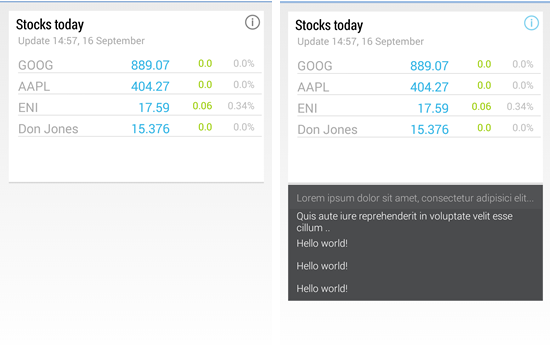 Stocks today
Update 14:57, 16 September
GOOG 889.07 0.0 0.0%
AAPL 404.27 0.0 0.0%
ENI 17.59 0.06 0.34%
Don Jones 15.376 0.0 0.0%
Stocks today
Update 14:57, 16 September
GOOG 889.07 0.0 0.0%
AAPL 404.27 0.0 0.0%
ENI 17.59 0.06 0.34%
Don Jones 15.376 0.0 0.0%
Lorem ipsum dolor sit amet, consectetur adipisici elit...
Quis aute iure reprehenderit in voluptate velit esse
cillum ..
Hello world!
Hello world!
Hello world!